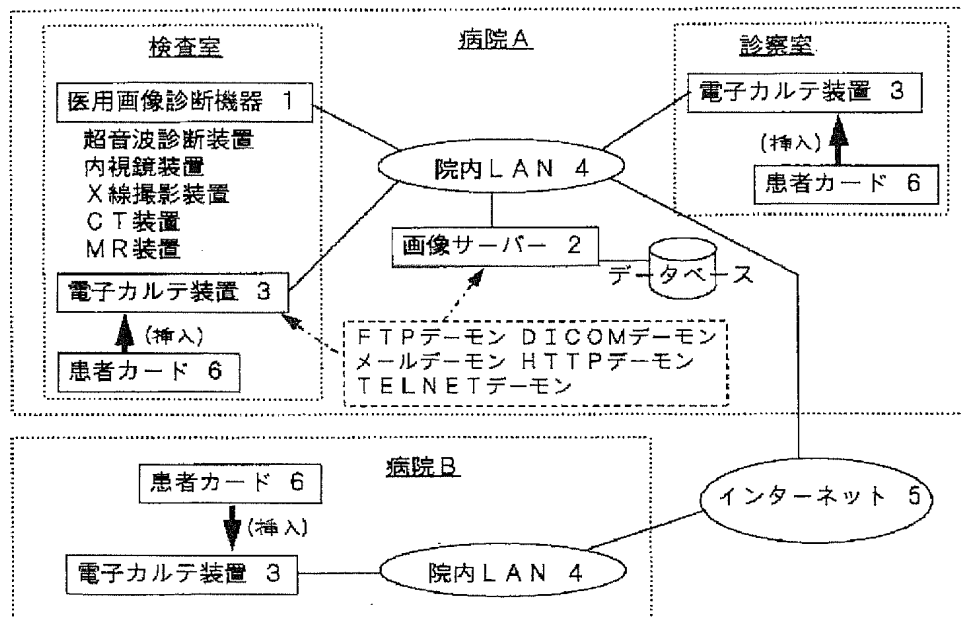 病院A
検査室
医用画像診断機器 1
超音波診断装置
内視鏡装置
X線撮影装置
CT装置
MR装置
電子カルテ装置 3
(挿入)
患者カード 6
診察室
電子カルテ装置 3
(挿入)
患者カード 6
院内LAN 4
画像サーバー 2
データベース
FTPデーモン DICOMデーモン
メールデーモン HTTPデーモン
TELNETデーモン
病院B
患者カード 6
(挿入)
電子カルテ装置 3
院内LAN 4
インターネット 5